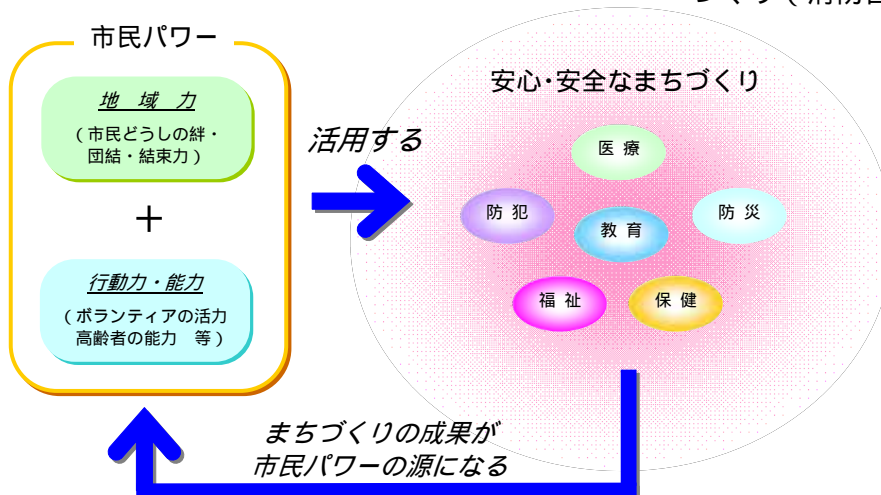 市民パワー
地 域 力
(市民どうしの絆・
団結・結束力)
+
行動力・能力
(ボランティアの活力
高齢者の能力 等)
活用する
安心・安全なまちづくり
医 療
防 犯
教 育
防 災
福 祉
保 健
まちづくりの成果が
市民パワーの源になる